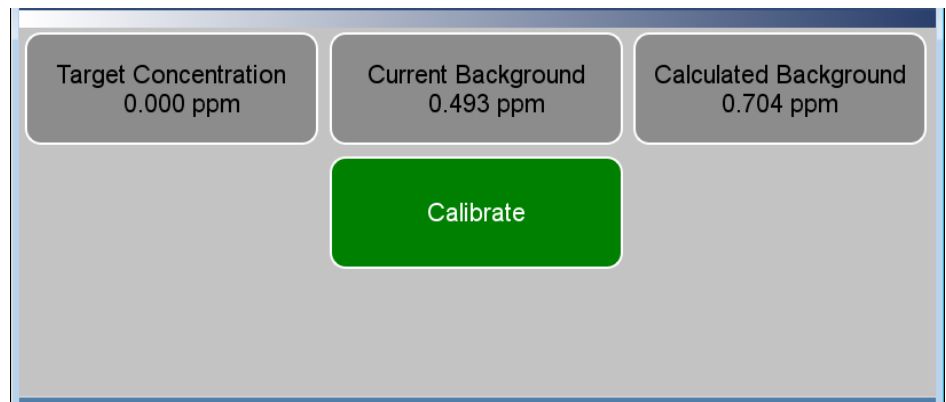 Target Concentration
0.000 ppm
Current Background
0.493 ppm
Calculated Background
0.704 ppm
Calibrate